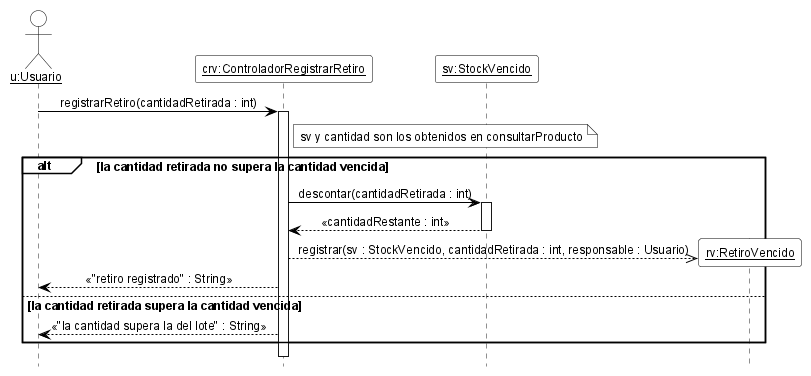 u:Usuario
crv:ControladorRegistrarRetiro
sv:StockVencido
registrarRetiro(cantidadRetirada : int)
sv y cantidad son los obtenidos en consultarProducto
alt
[la cantidad retirada no supera la cantidad vencida]
descontar(cantidadRetirada : int)
«cantidadRestante : int»
registrar(sv : StockVencido, cantidadRetirada : int, responsable : Usuario)
rv:RetiroVencido
«"retiro registrado" : String»
[la cantidad retirada supera la cantidad vencida]
«"la cantidad supera la del lote" : String»